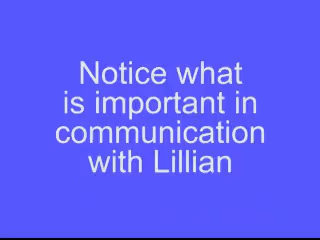 Notice what
is important in
communication
with Lillian